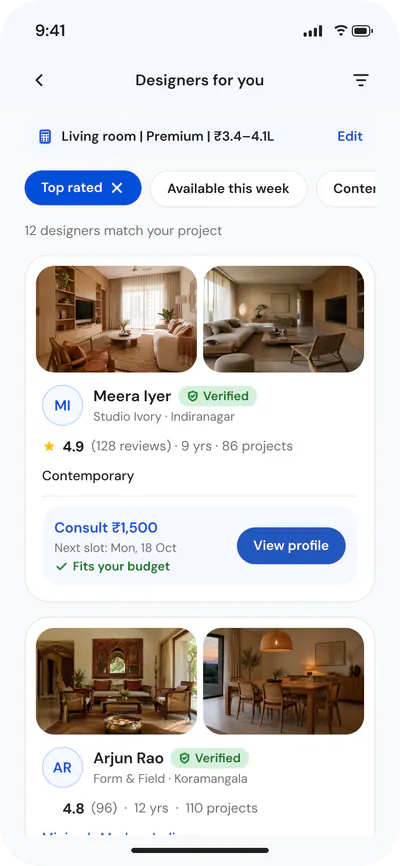 9:41
Designers for you
Living room | Premium | ₹3.4–4.1L Edit
Top rated Available this week
12 designers match your project
MI Meera Iyer Verified
Studio Ivory · Indiranagar
4.9 (128 reviews) · 9 yrs · 86 projects
Contemporary
Consult ₹1,500
Next slot: Mon, 18 Oct
Fits your budget
View profile
AR Arjun Rao Verified
Form & Field · Koramangala
4.8 (96) · 12 yrs · 110 projects